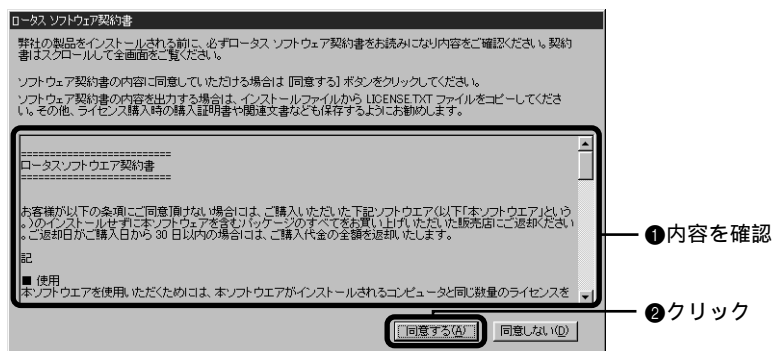 ロータス ソフトウェア契約書
弊社の製品をインストールされる前に、必ずロータス ソフトウェア契約書をお読みになり内容をご確認ください。契約
書はスクロールして全画面をご覧ください。
ソフトウェア契約書の内容に同意していただける場合は [同意する] ボタンをクリックしてください。
ソフトウェア契約書の内容を出力する場合は、インストールファイルから LICENSE.TXT ファイルをコピーしてくださ
い。その他、ライセンス購入時の購入証明書や関連文書なども保存するようにお勧めします。
=========================
ロータスソフトウエア契約書
=========================
お客様が以下の条項にご同意頂けない場合には、ご購入いただいた下記ソフトウエア(以下「本ソフトウエア」という
。)のインストールせずに本ソフトウェアを含むパッケージのすべてをお買い上げいただいた販売店にご返却ください
。ご返却日がご購入日から 30 日以内の場合には、ご購入代金の全額を返却いたします。
記
■ 使用
本ソフトウエアを使用いただくためには、本ソフトウエアがインストールされるコンピュータと同じ数量のライセンスを
❶内容を確認
❷クリック
同意する(A)
同意しない(D)